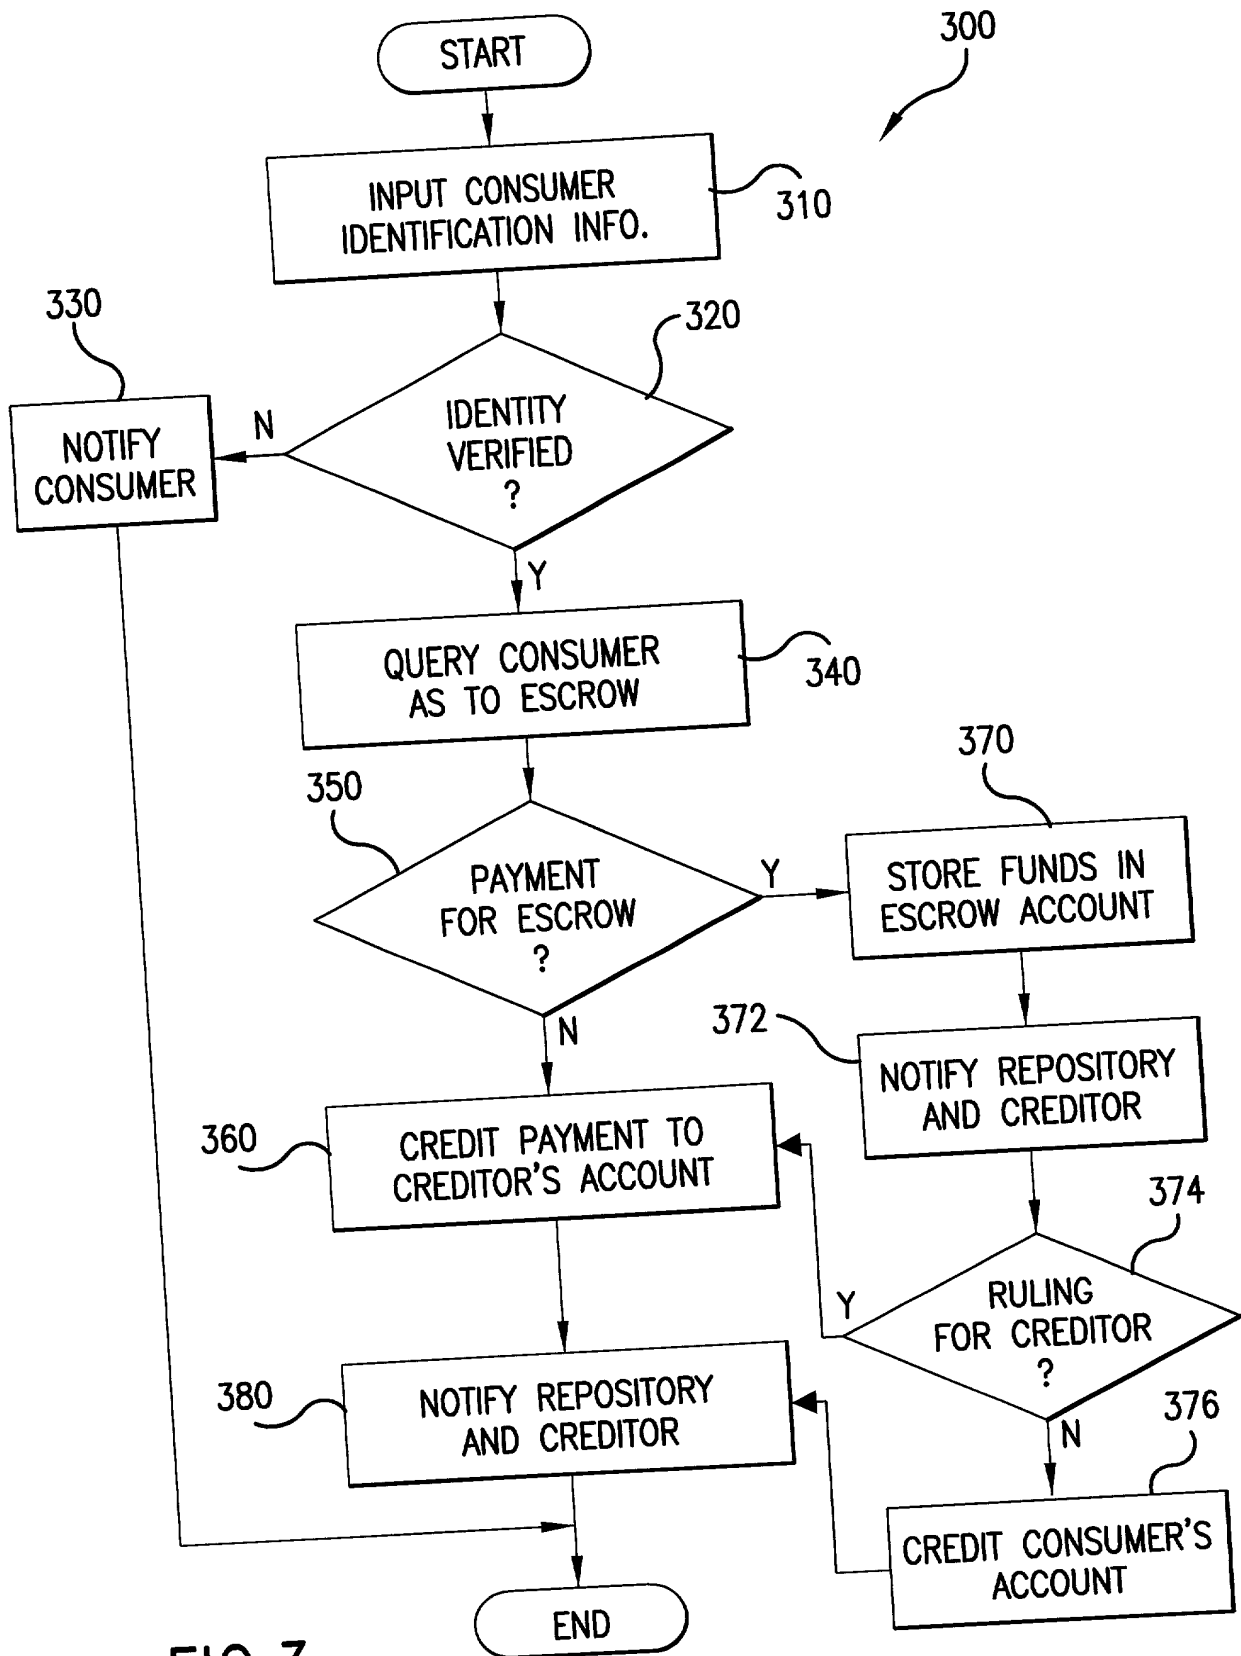 START
300
INPUT CONSUMER
IDENTIFICATION INFO.
310
330
320
IDENTITY
VERIFIED
?
N
NOTIFY
CONSUMER
Y
QUERY CONSUMER
AS TO ESCROW
340
350
370
PAYMENT
FOR ESCROW
?
Y
STORE FUNDS IN
ESCROW ACCOUNT
N
372
NOTIFY REPOSITORY
AND CREDITOR
360
CREDIT PAYMENT TO
CREDITOR'S ACCOUNT
374
RULING
FOR CREDITOR
?
Y
380
NOTIFY REPOSITORY
AND CREDITOR
N
376
CREDIT CONSUMER'S
ACCOUNT
END